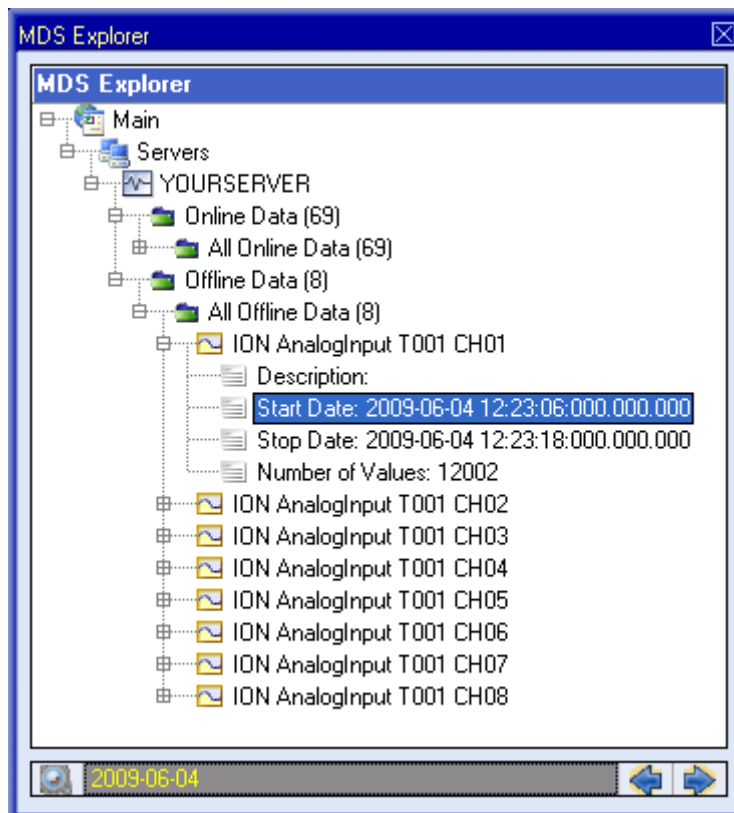 MDS Explorer
MDS Explorer
Main
Servers
YOURSERVER
Online Data (69)
All Online Data (69)
Offline Data (8)
All Offline Data (8)
ION AnalogInput T001 CH01
Description:
Start Date: 2009-06-04 12:23:06:000.000.000
Stop Date: 2009-06-04 12:23:18:000.000.000
Number of Values: 12002
ION AnalogInput T001 CH02
ION AnalogInput T001 CH03
ION AnalogInput T001 CH04
ION AnalogInput T001 CH05
ION AnalogInput T001 CH06
ION AnalogInput T001 CH07
ION AnalogInput T001 CH08
2009-06-04